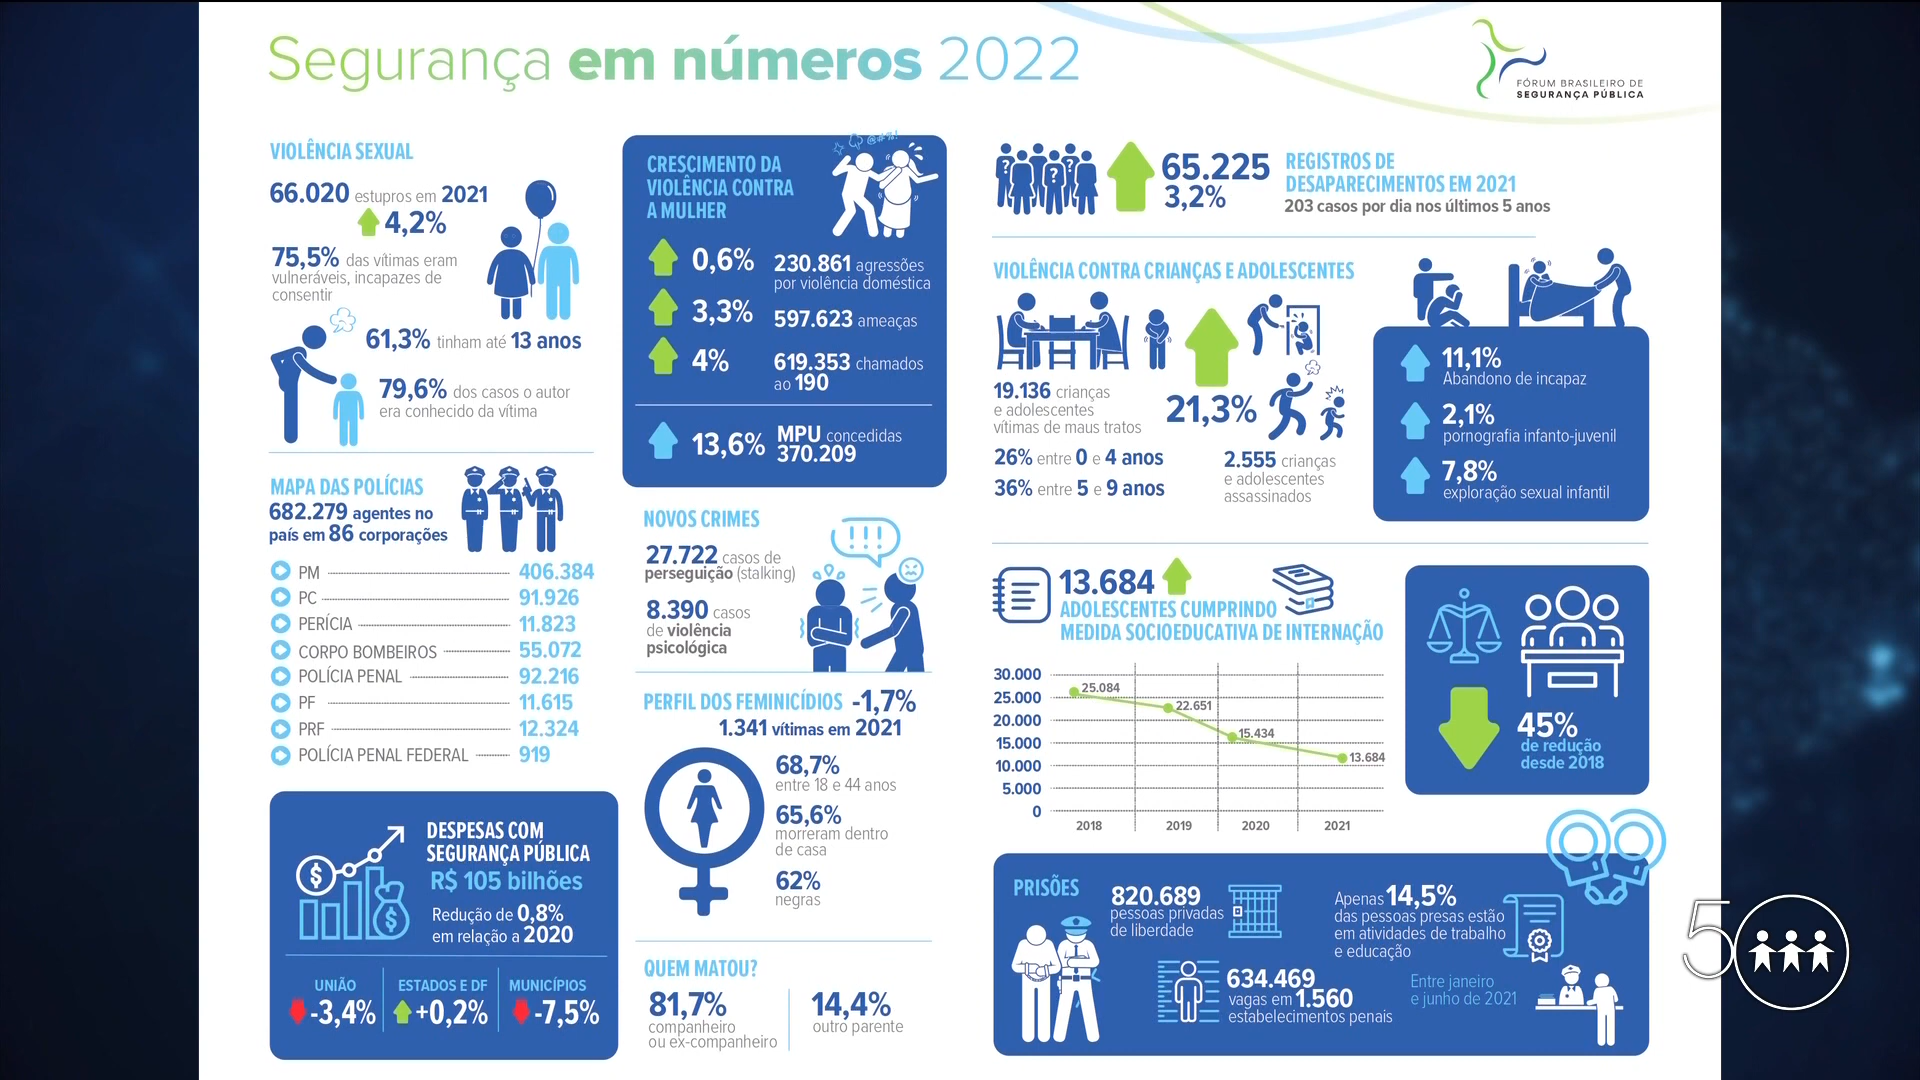 Segurança em números 2022
FÓRUM BRASILEIRO DE
SEGURANÇA PÚBLICA
VIOLÊNCIA SEXUAL
66.020 estupros em 2021
4,2%
75,5% das vítimas eram
vulneráveis, incapazes de
consentir
61,3% tinham até 13 anos
79,6% dos casos o autor
era conhecido da vítima
MAPA DAS POLÍCIAS
682.279 agentes no
país em 86 corporações
PM 406.384
PC 91.926
PERÍCIA 11.823
CORPO BOMBEIROS 55.072
POLÍCIA PENAL 92.216
PF 11.615
PRF 12.324
POLÍCIA PENAL FEDERAL 919
DESPESAS COM
SEGURANÇA PÚBLICA
R$ 105 bilhões
Redução de 0,8%
em relação a 2020
$
$
UNIÃO
-3,4%
ESTADOS E DF
+0,2%
MUNICÍPIOS
-7,5%
CRESCIMENTO DA
VIOLÊNCIA CONTRA
A MULHER
@#%!
0,6% 230.861 agressões
por violência doméstica
3,3% 597.623 ameaças
4% 619.353 chamados
ao 190
13,6% MPU concedidas
370.209
NOVOS CRIMES
27.722 casos de
perseguição (stalking)
8.390 casos
de violência
psicológica
!!!
PERFIL DOS FEMINICÍDIOS -1,7%
1.341 vítimas em 2021
68,7%
entre 18 e 44 anos
65,6%
morreram dentro
de casa
62%
negras
QUEM MATOU?
81,7%
companheiro
ou ex-companheiro
14,4%
outro parente
? ? ?
65.225
3,2%
REGISTROS DE
DESAPARECIMENTOS EM 2021
203 casos por dia nos últimos 5 anos
VIOLÊNCIA CONTRA CRIANÇAS E ADOLESCENTES
19.136 crianças
e adolescentes
vítimas de maus tratos
26% entre 0 e 4 anos
36% entre 5 e 9 anos
21,3%
2.555 crianças
e adolescentes
assassinados
11,1%
Abandono de incapaz
2,1%
pornografia infanto-juvenil
7,8%
exploração sexual infantil
13.684
ADOLESCENTES CUMPRINDO
MEDIDA SOCIOEDUCATIVA DE INTERNAÇÃO
30.000
25.000
20.000
15.000
10.000
5.000
0
25.084
22.651
15.434
13.684
2018 2019 2020 2021
45%
de redução
desde 2018
PRISÕES
820.689
pessoas privadas
de liberdade
Apenas 14,5%
das pessoas presas estão
em atividades de trabalho
e educação
634.469
vagas em 1.560
estabelecimentos penais
Entre janeiro
e junho de 2021
50